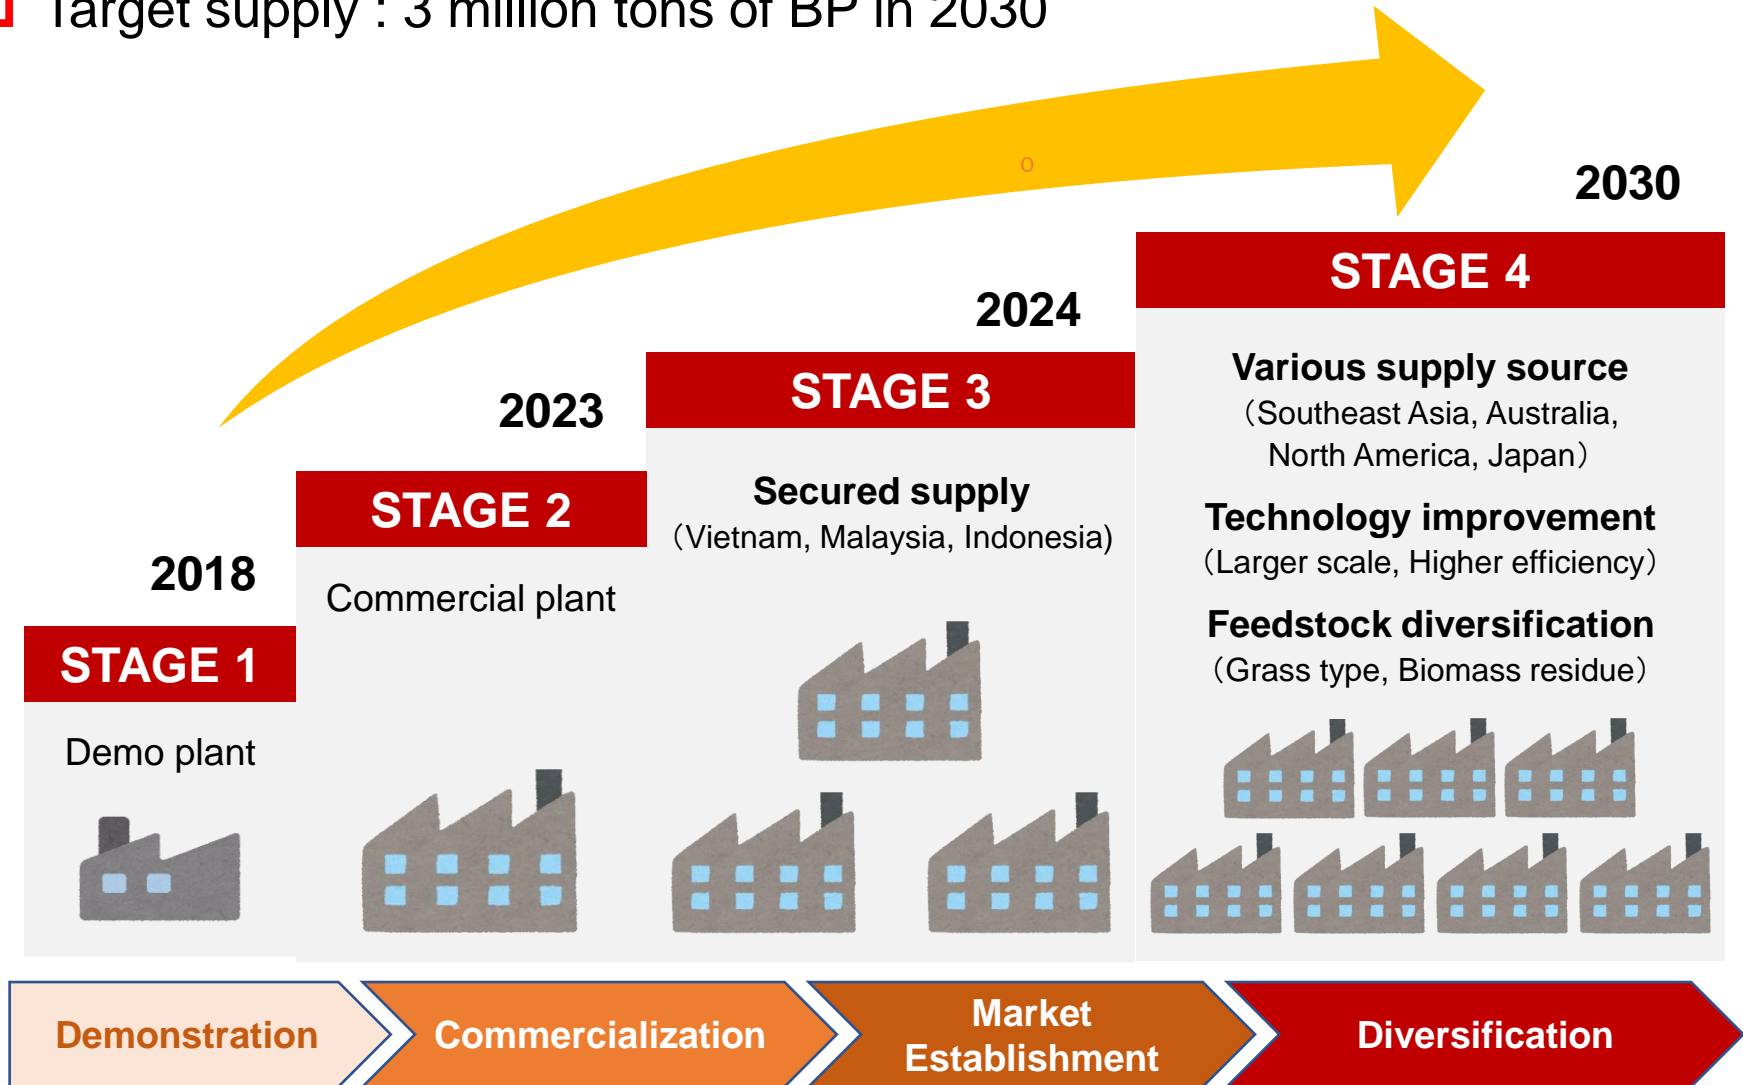 Target supply : 3 million tons of BP in 2030
o
2030
STAGE 4
Various supply source
（Southeast Asia, Australia,
North America, Japan）
Technology improvement
（Larger scale, Higher efficiency）
Feedstock diversification
（Grass type, Biomass residue）
2024
STAGE 3
Secured supply
（Vietnam, Malaysia, Indonesia)
2023
STAGE 2
Commercial plant
2018
STAGE 1
Demo plant
Demonstration
Commercialization
Market
Establishment
Diversification